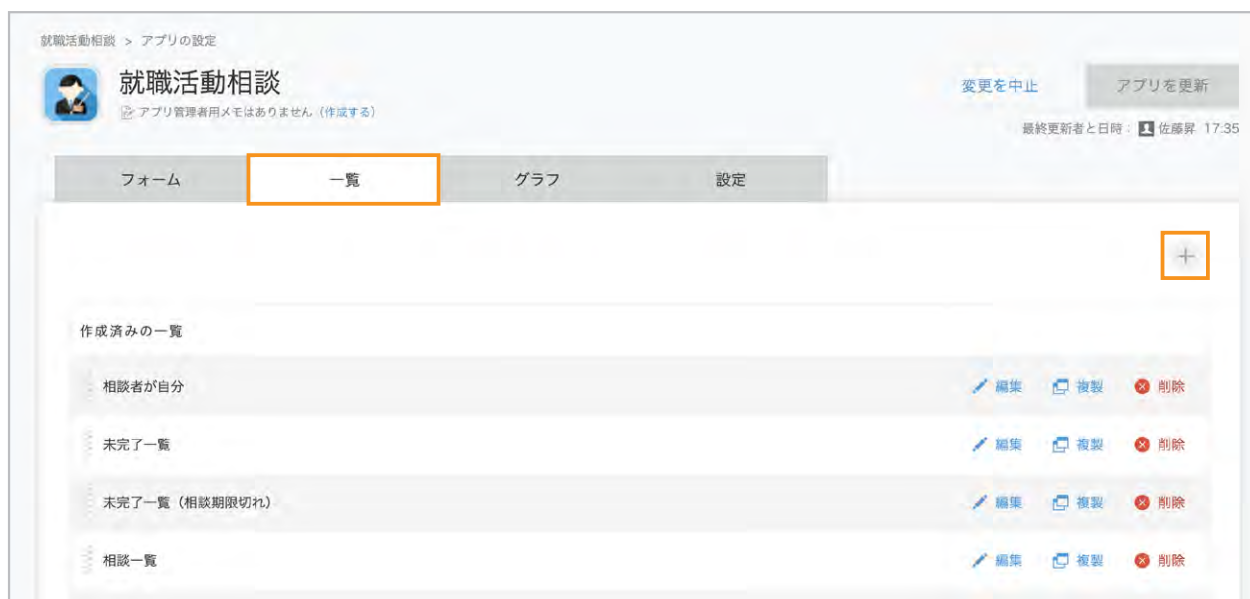 就職活動相談 > アプリの設定
就職活動相談
アプリ管理者用メモはありません（作成する）
変更を中止
アプリを更新
最終更新者と日時： 佐藤昇 17:35
フォーム 一覧 グラフ 設定
+
作成済みの一覧
相談者が自分 編集 複製 削除
未完了一覧 編集 複製 削除
未完了一覧（相談期限切れ） 編集 複製 削除
相談一覧 編集 複製 削除